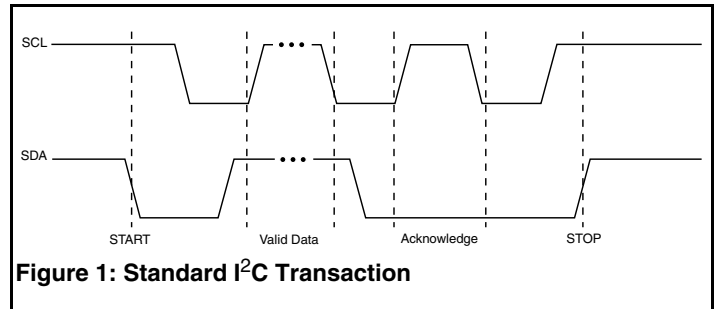 SCL
SDA
START Valid Data Acknowledge STOP
Figure 1: Standard I²C Transaction